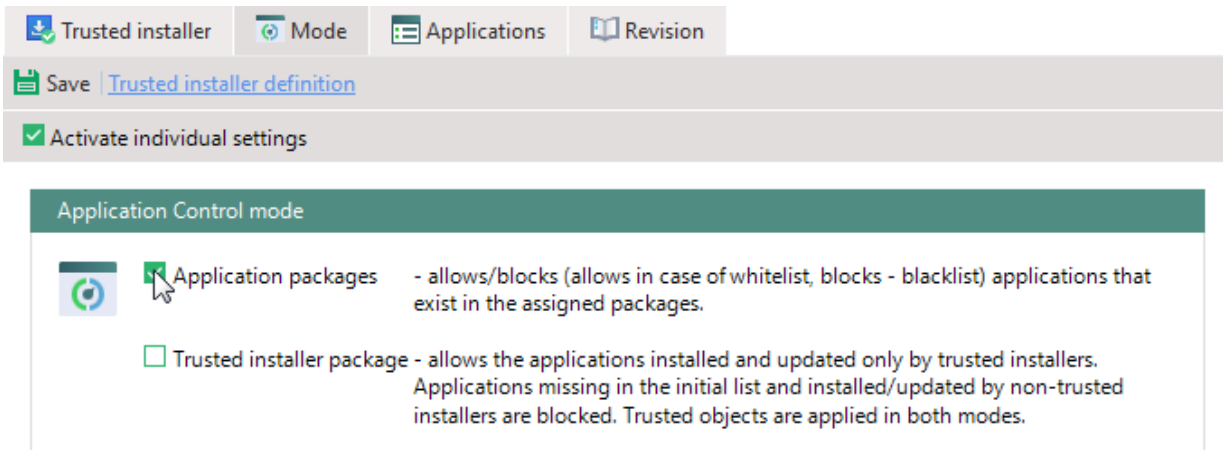 Trusted installer Mode Applications Revision
Save Trusted installer definition
Activate individual settings
Application Control mode
Application packages - allows/blocks (allows in case of whitelist, blocks - blacklist) applications that
exist in the assigned packages.
Trusted installer package - allows the applications installed and updated only by trusted installers.
Applications missing in the initial list and installed/updated by non-trusted
installers are blocked. Trusted objects are applied in both modes.